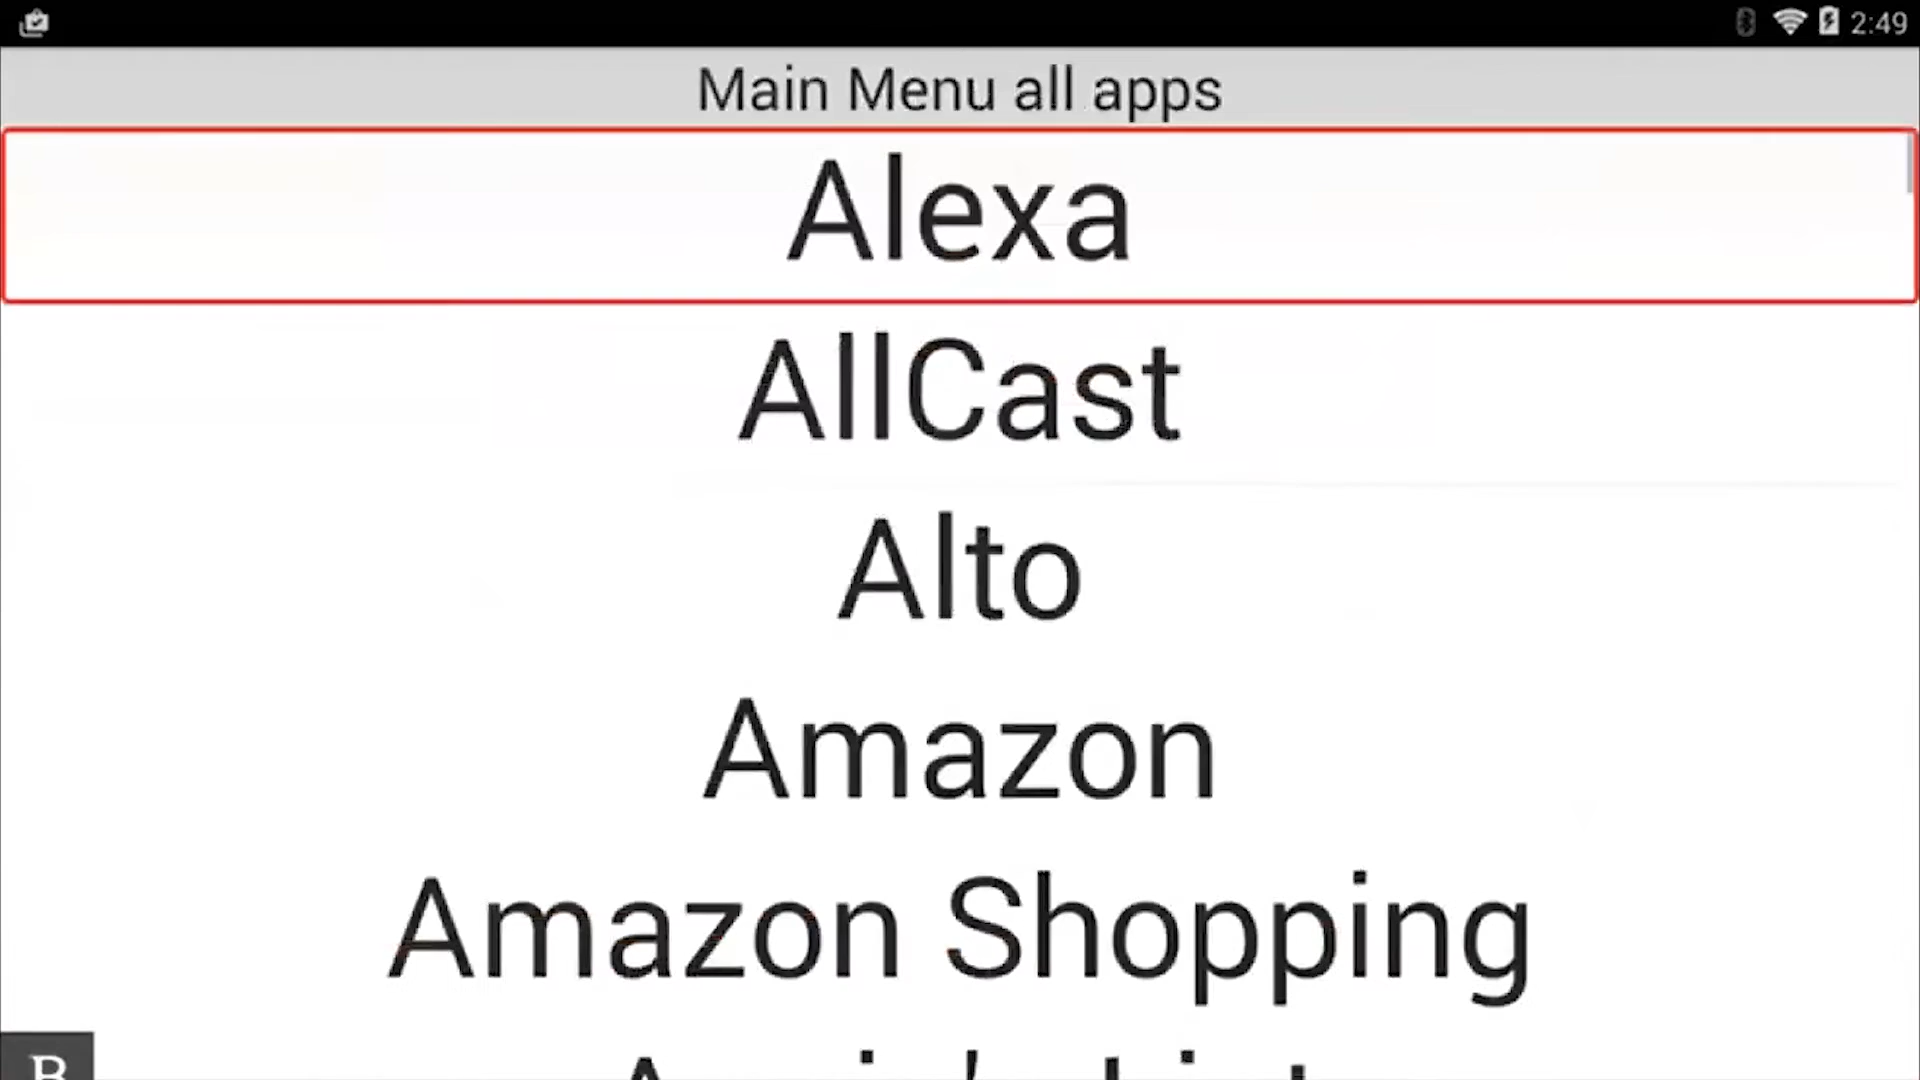 2:49
Main Menu all apps
Alexa
AllCast
Alto
Amazon
Amazon Shopping
B